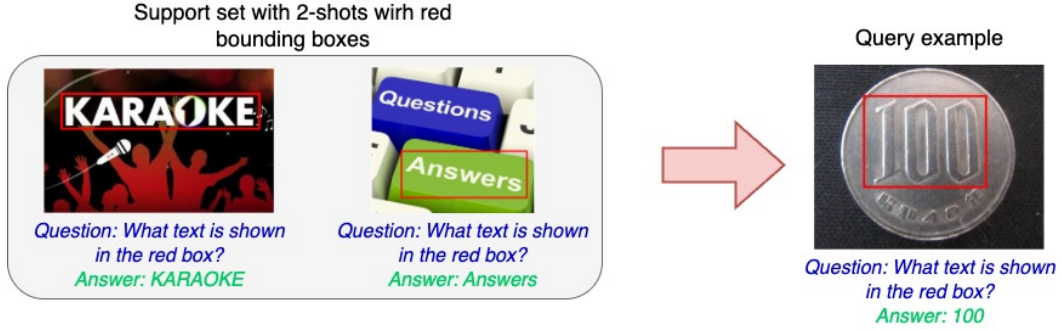 Support set with 2-shots wirh red
bounding boxes
KARAOKE
Question: What text is shown
in the red box?
Answer: KARAOKE
Questions
Answers
Question: What text is shown
in the red box?
Answer: Answers
Query example
100
Question: What text is shown
in the red box?
Answer: 100